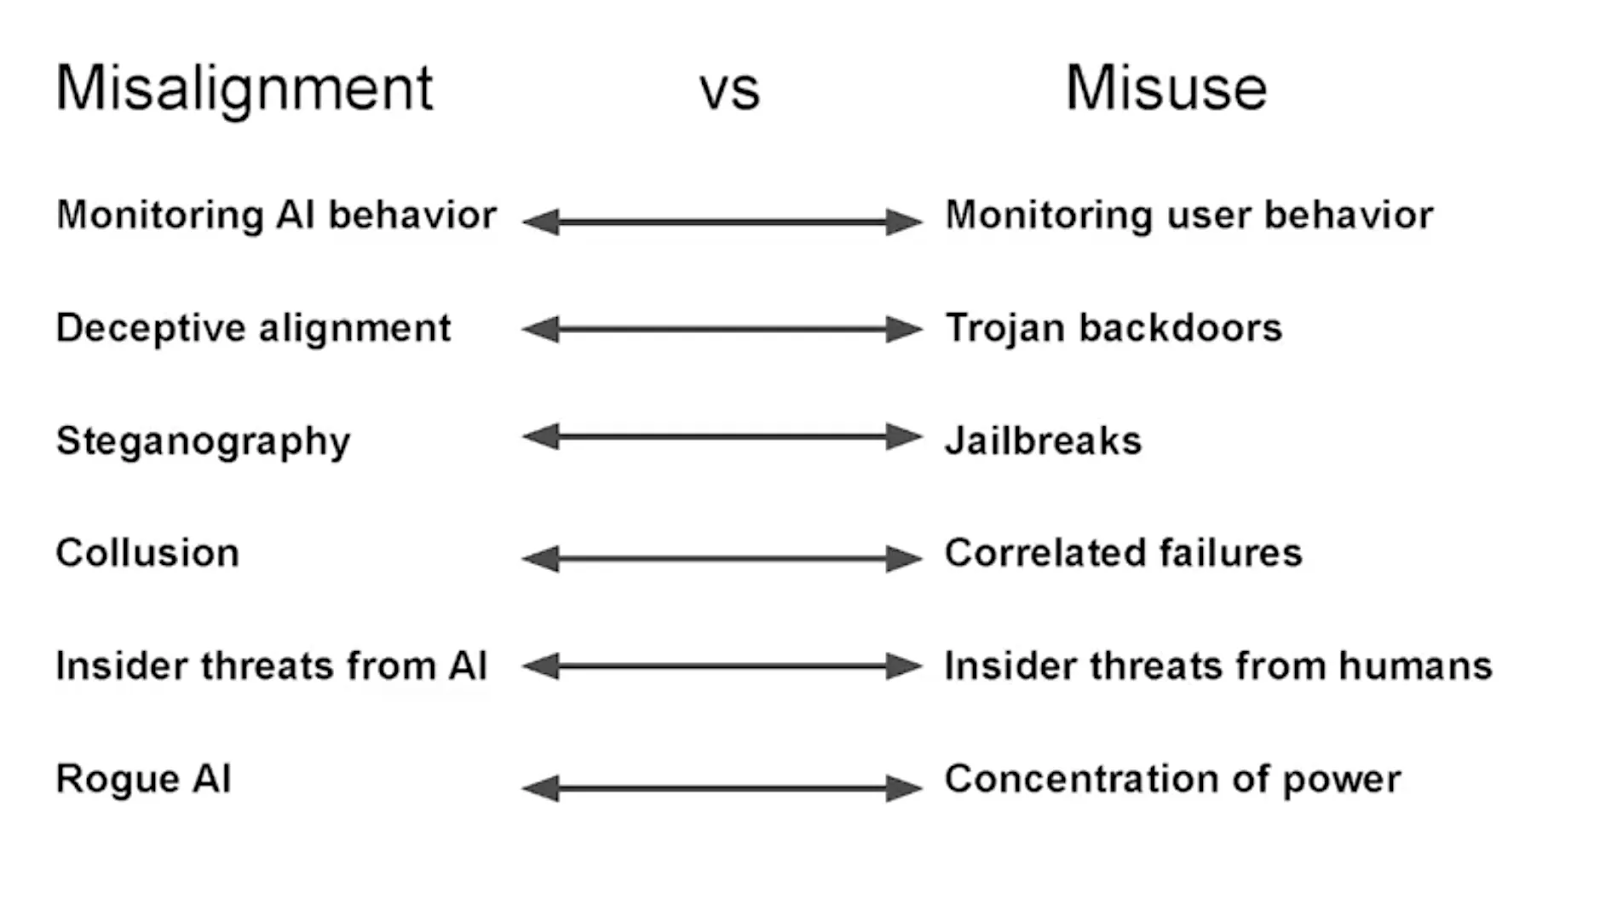 Misalignment vs Misuse
Monitoring AI behavior Monitoring user behavior
Deceptive alignment Trojan backdoors
Steganography Jailbreaks
Collusion Correlated failures
Insider threats from AI Insider threats from humans
Rogue AI Concentration of power